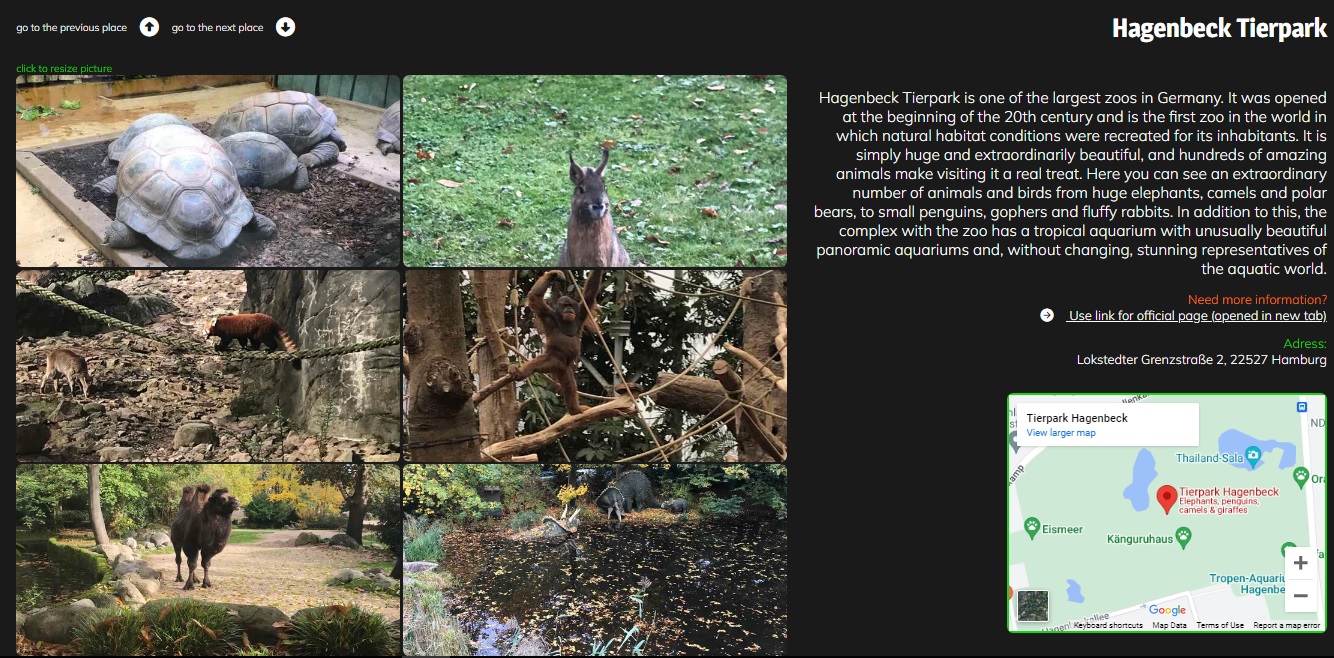 go to the previous place
go to the next place
Hagenbeck Tierpark
click to resize picture
Hagenbeck Tierpark is one of the largest zoos in Germany. It was opened
at the beginning of the 20th century and is the first zoo in the world in
which natural habitat conditions were recreated for its inhabitants. It is
simply huge and extraordinarily beautiful, and hundreds of amazing
animals make visiting it a real treat. Here you can see an extraordinary
number of animals and birds from huge elephants, camels and polar
bears, to small penguins, gophers and fluffy rabbits. In addition to this, the
complex with the zoo has a tropical aquarium with unusually beautiful
panoramic aquariums and, without changing, stunning representatives of
the aquatic world.
Need more information?
Use link for official page (opened in new tab)
Adress:
Lokstedter Grenzstraße 2, 22527 Hamburg
Tierpark Hagenbeck
View larger map
ND
Thailand-Sala
Tierpark Hagenbeck
Elephants, penguins,
camels & giraffes
Eismeer
Känguruhaus
Tropen-Aquariu
Hagenbe
Google
Keyboard shortcuts
Map Data
Terms of Use
Report a map error